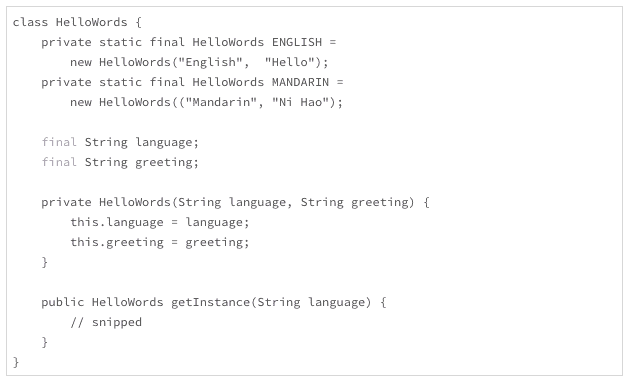 class HelloWords {
    private static final HelloWords ENGLISH =
        new HelloWords("English",  "Hello");
    private static final HelloWords MANDARIN =
        new HelloWords(("Mandarin", "Ni Hao");

    final String language;
    final String greeting;

    private HelloWords(String language, String greeting) {
        this.language = language;
        this.greeting = greeting;
    }

    public HelloWords getInstance(String language) {
        // snipped
    }
}